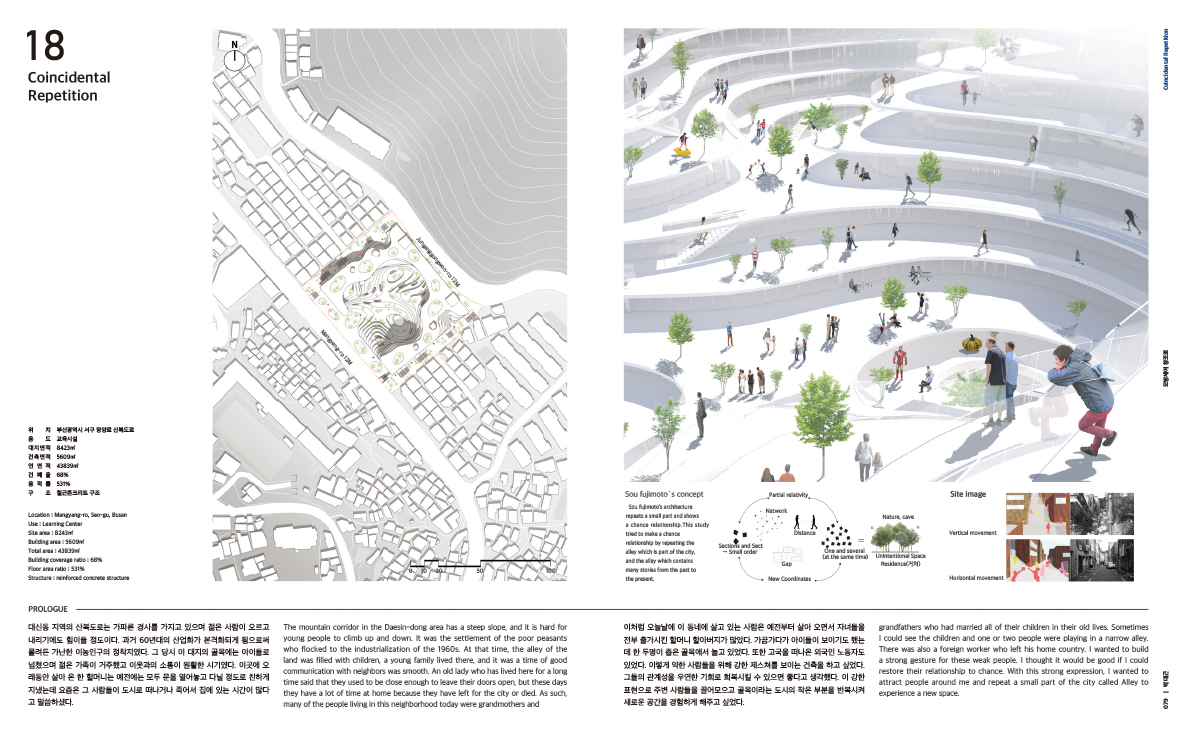 18
Coincidental
Repetition
N
Jungnagongwon-ro 12M
Mangyang-ro 12M
0 10 20 50 100
위 치 부산광역시 서구 망양로 산복도로
용 도 교육시설
대지면적 8423㎡
건축면적 5609㎡
연 면 적 43839㎡
건 폐 율 68%
용 적 률 531%
구 조 철근콘크리트 구조
Location : Mangyang-ro, Seo-gu, Busan
Use : Learning Center
Site area : 8243㎡
Building area : 5609㎡
Total area : 43839㎡
Building coverage ratio : 68%
Floor area ratio : 531%
Structure : reinforced concrete structure
Sou fujimoto`s concept
Sou fujimoto's architecture
repeats a small part and shows
a chance relationship.This study
tried to make a chance
relationship by repeating the
alley which is part of the city,
and the alley which contains
many stories from the past to
the present.
Partial relativity
Network
Distance
Sections and Sect
→ Small order
Gap
One and several
(at the same time)
New Coordinates
=
Nature, cave
" "
Unintentional Space
Residence(거처)
Site image
Vertical movement
Horizontal movement
PROLOGUE
대신동 지역의 산복도로는 가파른 경사를 가지고 있으며 젊은 사람이 오르고
내리기에도 힘이들 정도이다. 과거 60년대의 산업화가 본격화되게 됨으로써
몰려든 가난한 이농인구의 정착지였다. 그 당시 이 대지의 골목에는 아이들로
넘쳤으며 젊은 가족이 거주했고 이웃과의 소통이 원활한 시기였다. 이곳에 오
래동안 살아 온 한 할머니는 예전에는 모두 문을 열어놓고 다닐 정도로 친하게
지냈는데 요즘은 그 사람들이 도시로 떠나거나 죽어서 집에 있는 시간이 많다
고 말씀하셨다.
The mountain corridor in the Daesin-dong area has a steep slope, and it is hard for
young people to climb up and down. It was the settlement of the poor peasants
who flocked to the industrialization of the 1960s. At that time, the alley of the
land was filled with children, a young family lived there, and it was a time of good
communication with neighbors was smooth. An old lady who has lived here for a long
time said that they used to be close enough to leave their doors open, but these days
they have a lot of time at home because they have left for the city or died. As such,
many of the people living in this neighborhood today were grandmothers and
이처럼 오늘날에 이 동네에 살고 있는 사람은 예전부터 살아 오면서 자녀들을
전부 출가시킨 할머니 할아버지가 많았다. 가끔가다가 아이들이 보이기도 했는
데 한 두명이 좁은 골목에서 놀고 있었다. 또한 고국을 떠나온 외국인 노동자도
있었다. 이렇게 약한 사람들을 위해 강한 제스쳐를 보이는 건축을 하고 싶었다.
그들의 관계성을 우연한 기회로 회복시킬 수 있으면 좋다고 생각했다. 이 강한
표현으로 주변 사람들을 끌어모으고 골목이라는 도시의 작은 부분을 반복시켜
새로운 공간을 경험하게 해주고 싶었다.
grandfathers who had married all of their children in their old lives. Sometimes
I could see the children and one or two people were playing in a narrow alley.
There was also a foreign worker who left his home country. I wanted to build
a strong gesture for these weak people. I thought it would be good if I could
restore their relationship to chance. With this strong expression, I wanted to
attract people around me and repeat a small part of the city called Alley to
experience a new space.
Coincidental Repetition
079 |